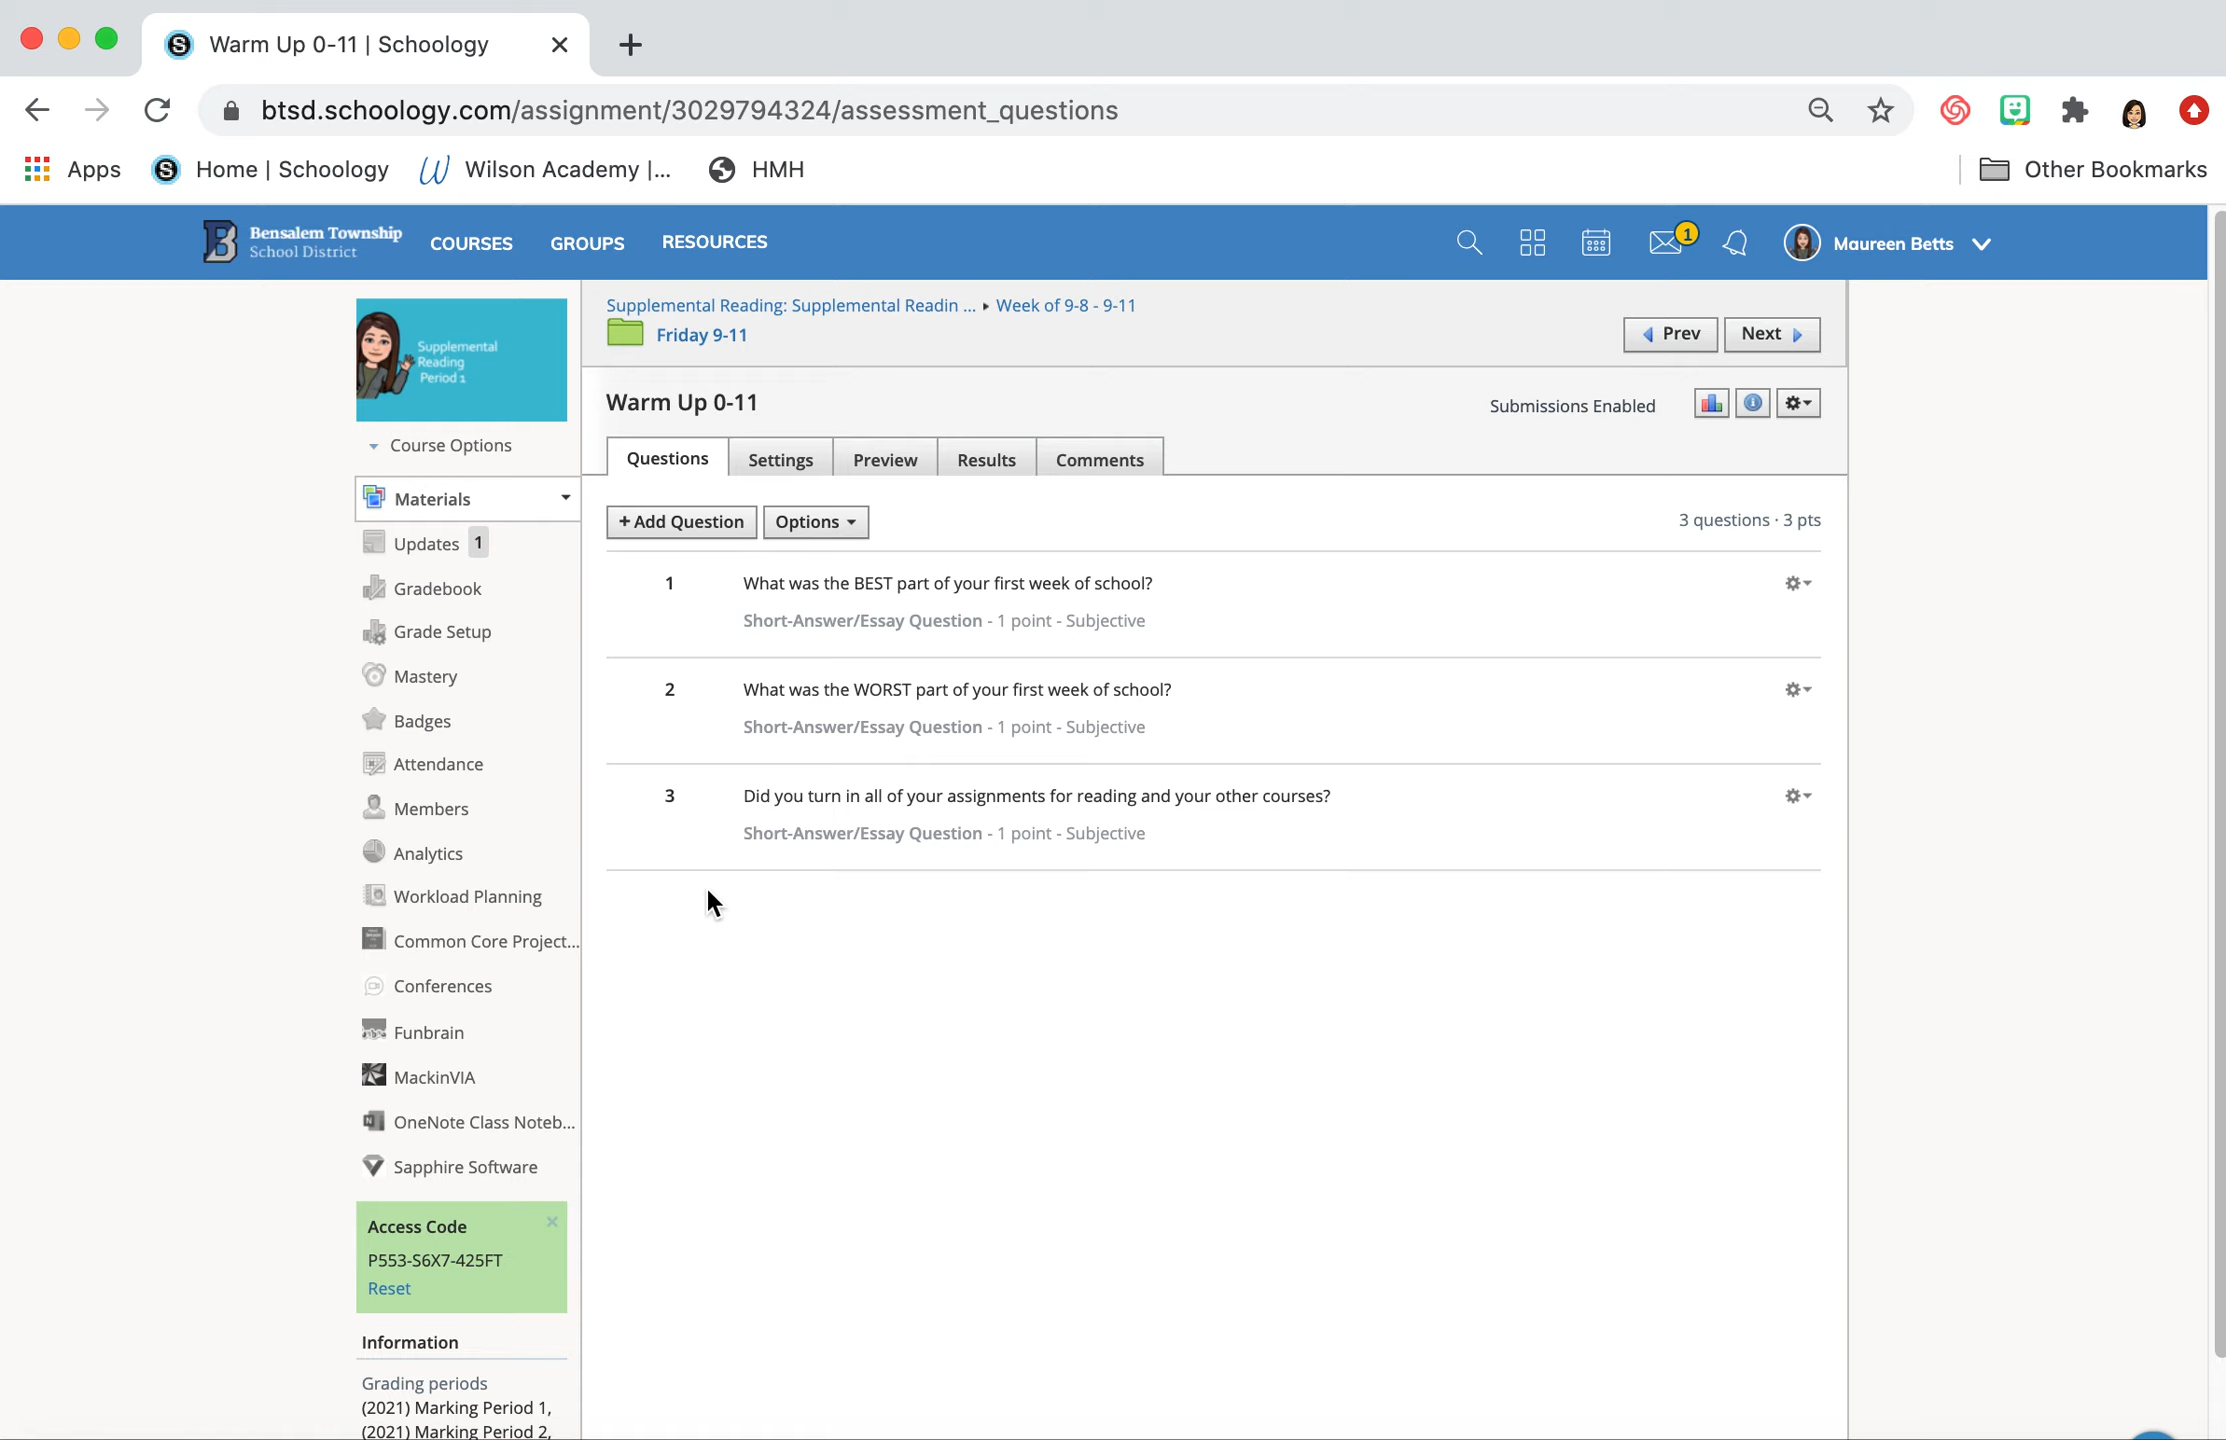 Warm Up 0-11 | Schoology
btsd.schoology.com/assignment/3029794324/assessment_questions
Apps
Home | Schoology
Wilson Academy |...
HMH
Other Bookmarks
Bensalem Township
School District
COURSES
GROUPS
RESOURCES
1
Maureen Betts
Supplemental
Reading
Period 1
Supplemental Reading: Supplemental Readin ... ▸ Week of 9-8 - 9-11
Friday 9-11
Prev
Next
Warm Up 0-11
Submissions Enabled
Course Options
Questions
Settings
Preview
Results
Comments
Materials
Updates 1
Gradebook
Grade Setup
Mastery
Badges
Attendance
Members
Analytics
Workload Planning
Common Core Project...
Conferences
Funbrain
MackinVIA
OneNote Class Noteb...
Sapphire Software
+ Add Question
Options
3 questions · 3 pts
1 What was the BEST part of your first week of school?
Short-Answer/Essay Question - 1 point - Subjective
2 What was the WORST part of your first week of school?
Short-Answer/Essay Question - 1 point - Subjective
3 Did you turn in all of your assignments for reading and your other courses?
Short-Answer/Essay Question - 1 point - Subjective
Access Code
P553-S6X7-425FT
Reset
Information
Grading periods
(2021) Marking Period 1,
(2021) Marking Period 2,